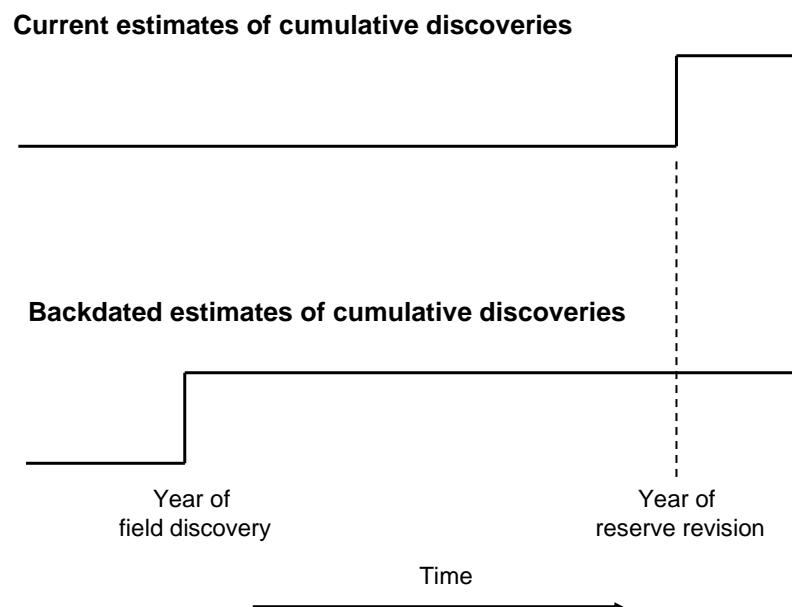 Current estimates of cumulative discoveries
Backdated estimates of cumulative discoveries
Year of
field discovery
Year of
reserve revision
Time